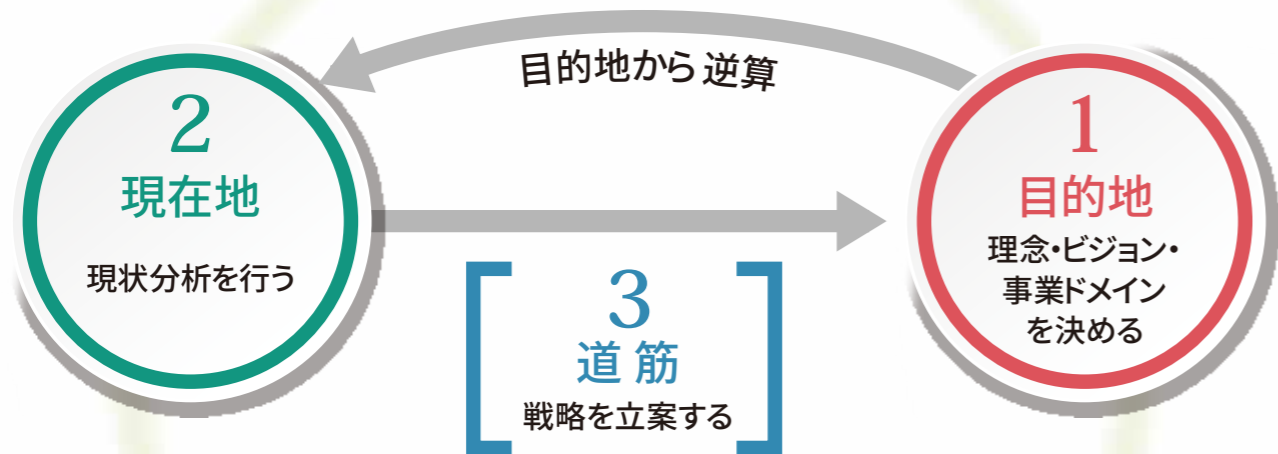 目的地から逆算
2
現在地
現状分析を行う
1
目的地
理念・ビジョン・
事業ドメイン
を決める
3
道筋
戦略を立案する